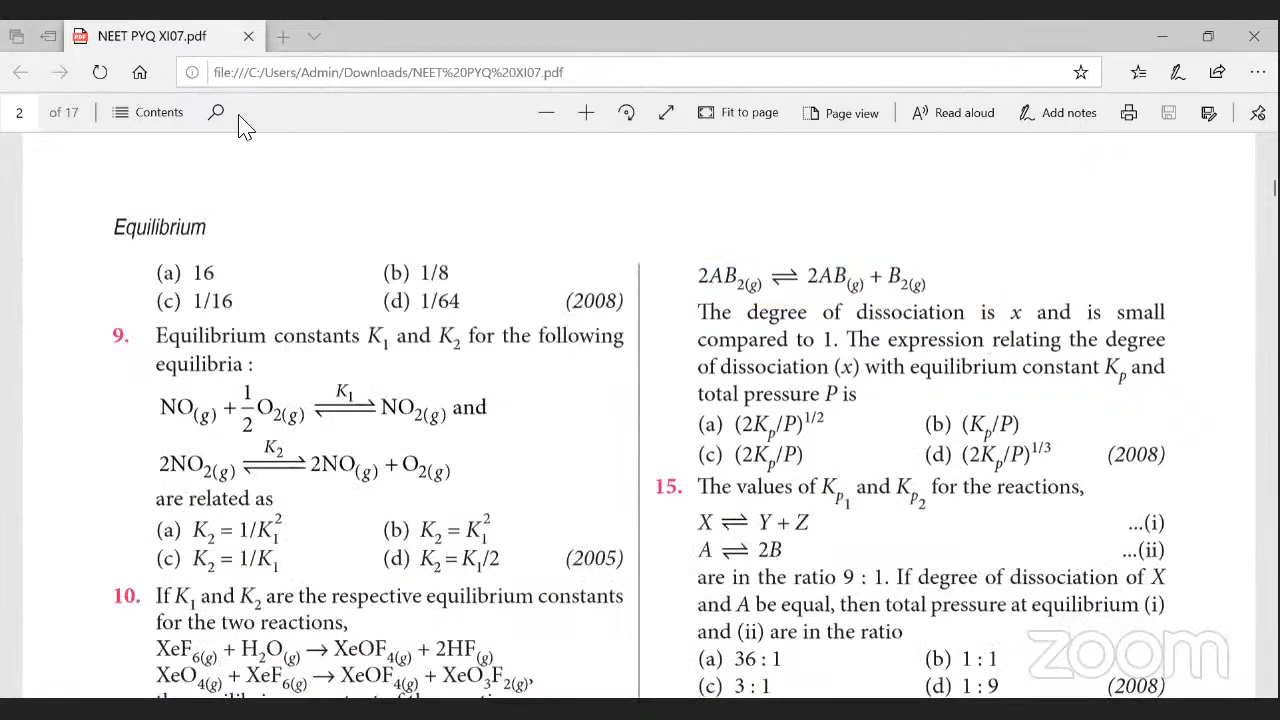 NEET PYQ XI07.pdf
file:///C:/Users/Admin/Downloads/NEET%20PYQ%20XI07.pdf
2 of 17 Contents Fit to page Page view Read aloud Add notes
Equilibrium
(a) 16 (b) 1/8
(c) 1/16 (d) 1/64 (2008)
9. Equilibrium constants K₁ and K₂ for the following
equilibria :
NO(g) + 1/2 O₂(g) ⇌ NO₂(g) and
K₁
2NO₂(g) ⇌ 2NO(g) + O₂(g)
K₂
are related as
(a) K₂ = 1/K₁² (b) K₂ = K₁²
(c) K₂ = 1/K₁ (d) K₂ = K₁/2 (2005)
10. If K₁ and K₂ are the respective equilibrium constants
for the two reactions,
XeF₆(g) + H₂O(g) → XeOF₄(g) + 2HF(g)
XeO₄(g) + XeF₆(g) → XeOF₄(g) + XeO₃F₂(g),
2AB₂(g) ⇌ 2AB(g) + B₂(g)
The degree of dissociation is x and is small
compared to 1. The expression relating the degree
of dissociation (x) with equilibrium constant Kp and
total pressure P is
(a) (2Kp/P)^1/2 (b) (Kp/P)
(c) (2Kp/P) (d) (2Kp/P)^1/3 (2008)
15. The values of Kp₁ and Kp₂ for the reactions,
X ⇌ Y + Z ...(i)
A ⇌ 2B ...(ii)
are in the ratio 9 : 1. If degree of dissociation of X
and A be equal, then total pressure at equilibrium (i)
and (ii) are in the ratio
(a) 36 : 1 (b) 1 : 1
(c) 3 : 1 (d) 1 : 9 (2008)
zoom